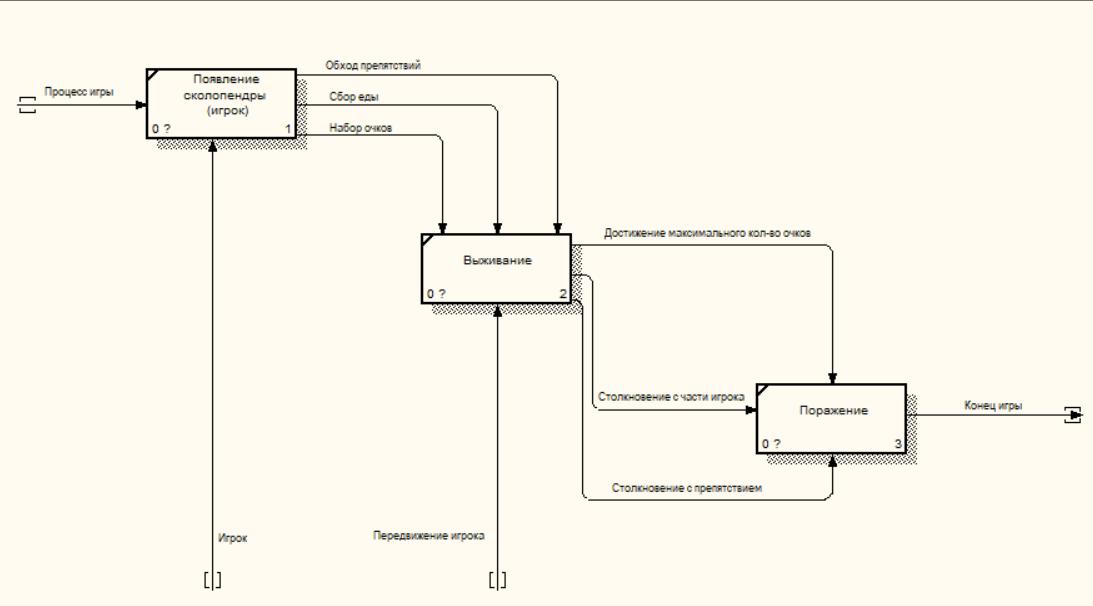 Обход препятствий
Процесс игры
Появление
сколопендры
(игрок)
0 ?
1
Сбор еды
Набор очков
Достижение максимального кол-во очков
Выживание
0 ?
2
Столкновение с части игрока
Поражение
0 ?
3
Конец игры
Столкновение с препятствием
Игрок
Передвижение игрока